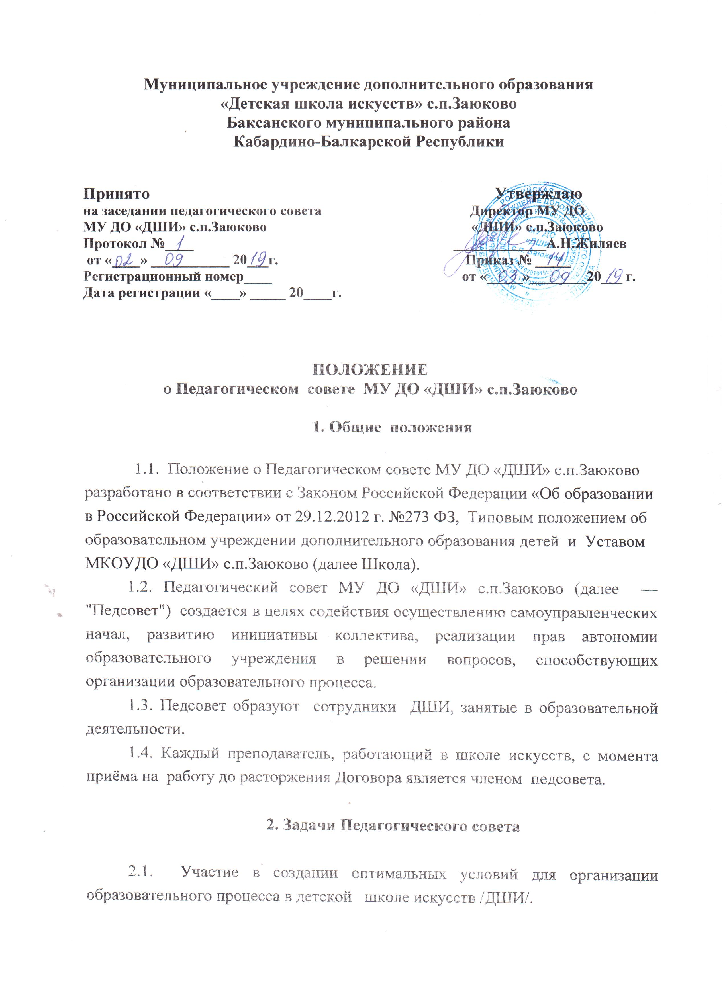 Муниципальное учреждение дополнительного образования
«Детская школа искусств» с.п.Заюково
Баксанского муниципального района
Кабардино-Балкарской Республики
Принято
на заседании педагогического совета
МУ ДО «ДШИ» с.п.Заюково
Протокол № 1
от «02» 09 2019г.
Регистрационный номер____
Дата регистрации «____» _____ 20____г.
Утверждаю
Директор МУ ДО
«ДШИ» с.п.Заюково
_____________А.Н.Жиляев
Приказ № 14
от «03» 09 2019 г.
МУ ДО
«ДШИ»
с.п. Заюково
ПОЛОЖЕНИЕ
о Педагогическом совете МУ ДО «ДШИ» с.п.Заюково
1. Общие положения
1.1. Положение о Педагогическом совете МУ ДО «ДШИ» с.п.Заюково
разработано в соответствии с Законом Российской Федерации «Об образовании
в Российской Федерации» от 29.12.2012 г. №273 ФЗ, Типовым положением об
образовательном учреждении дополнительного образования детей и Уставом
МКОУДО «ДШИ» с.п.Заюково (далее Школа).
1.2. Педагогический совет МУ ДО «ДШИ» с.п.Заюково (далее —
"Педсовет") создается в целях содействия осуществлению самоуправленческих
начал, развитию инициативы коллектива, реализации прав автономии
образовательного учреждения в решении вопросов, способствующих
организации образовательного процесса.
1.3. Педсовет образуют сотрудники ДШИ, занятые в образовательной
деятельности.
1.4. Каждый преподаватель, работающий в школе искусств, с момента
приёма на работу до расторжения Договора является членом педсовета.
2. Задачи Педагогического совета
2.1. Участие в создании оптимальных условий для организации
образовательного процесса в детской школе искусств /ДШИ/.